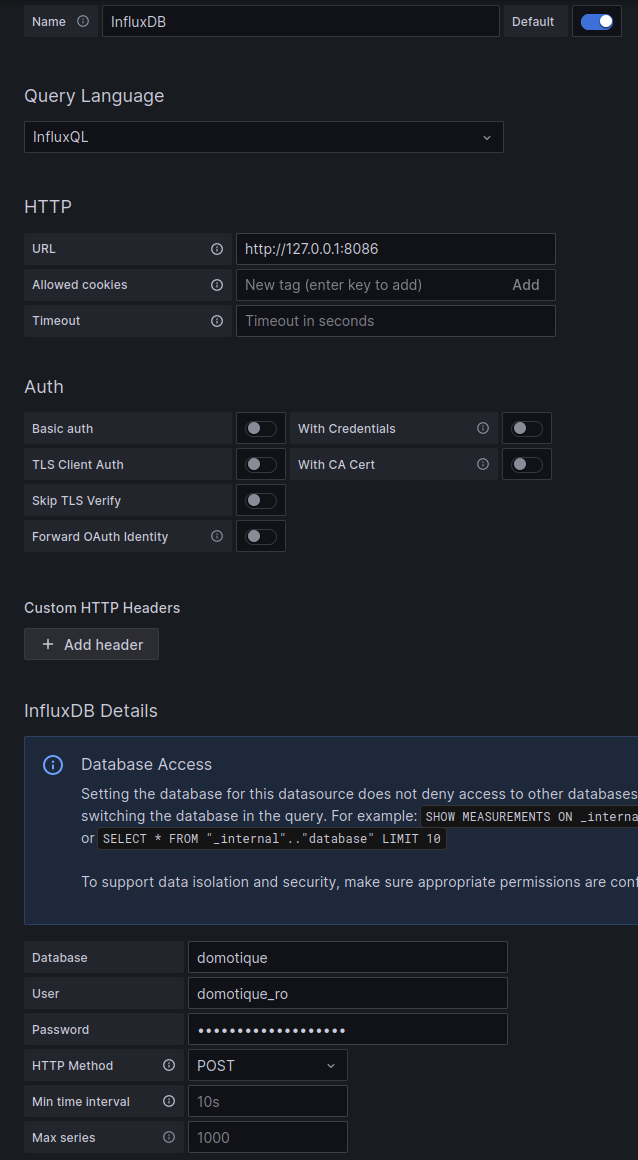 Name InfluxDB Default
Query Language
InfluxQL
HTTP
URL http://127.0.0.1:8086
Allowed cookies New tag (enter key to add) Add
Timeout Timeout in seconds
Auth
Basic auth With Credentials
TLS Client Auth With CA Cert
Skip TLS Verify
Forward OAuth Identity
Custom HTTP Headers
+ Add header
InfluxDB Details
Database Access
Setting the database for this datasource does not deny access to other databases
switching the database in the query. For example: SHOW MEASUREMENTS ON _interna
or SELECT * FROM "_internal".."database" LIMIT 10
To support data isolation and security, make sure appropriate permissions are conf
Database domotique
User domotique_ro
Password •••••••••••••••••••
HTTP Method POST
Min time interval 10s
Max series 1000